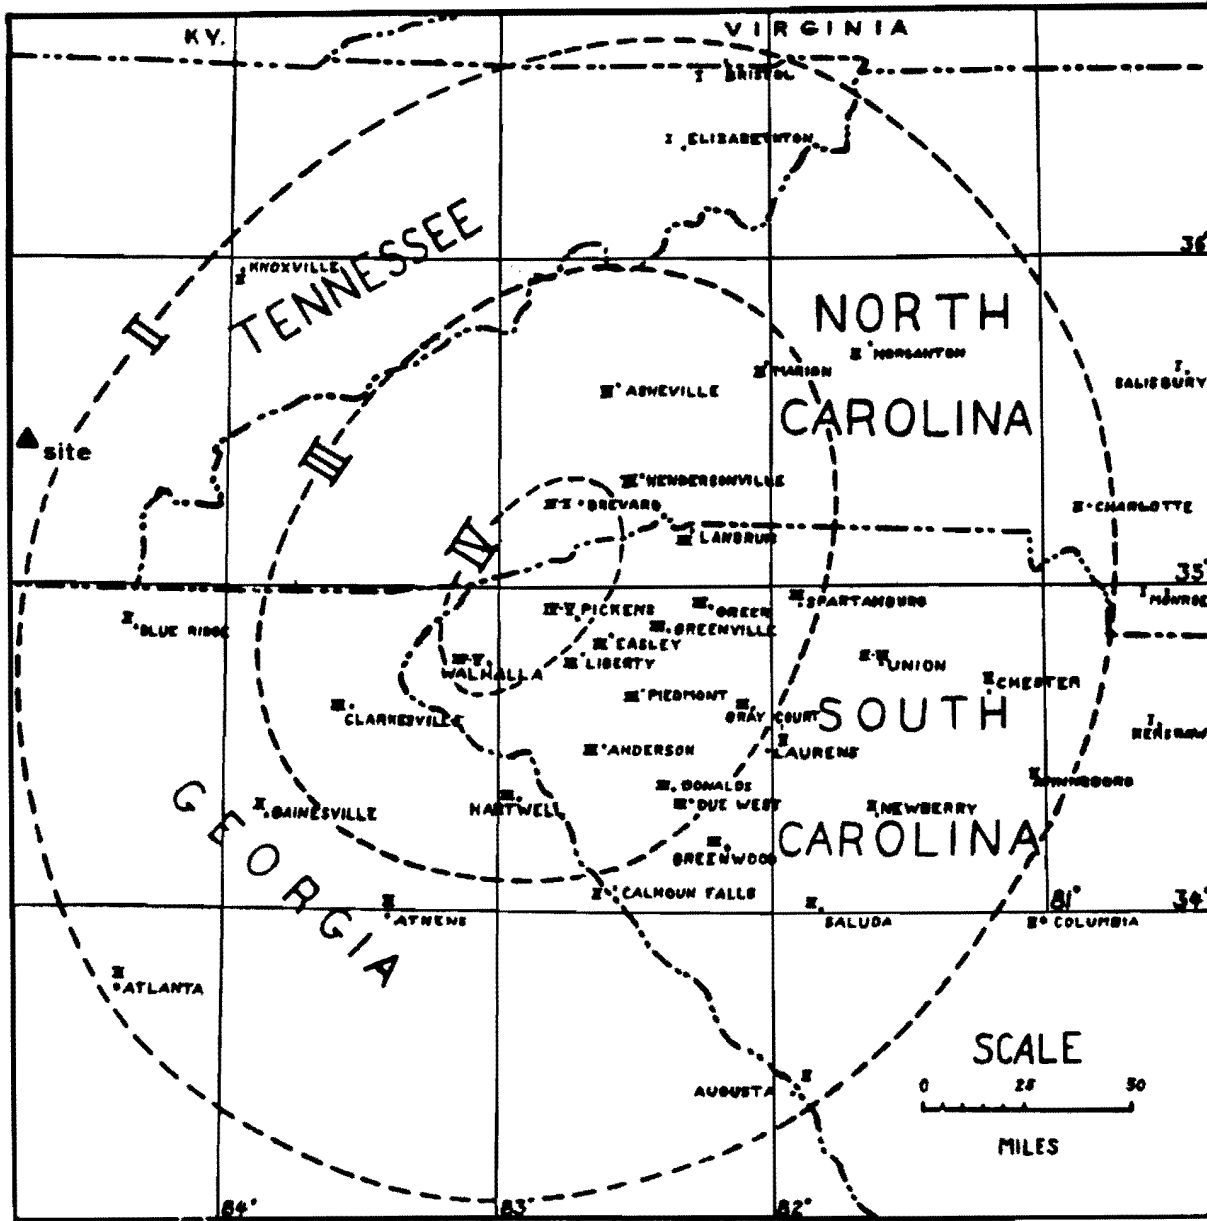 KY.
VIRGINIA
I BRISTOL
I ELIZABETHTON
36°
KNOXVILLE
II
TENNESSEE
NORTH
II MORGANTON
II MARION
I
SALISBURY
III ASHEVILLE
CAROLINA
II
site
III
III HENDERSONVILLE
BREVARD
II CHARLOTTE
III LANDRUM
IV
35°
I MONROE
II
BLUE RIDGE
IV-V PICKENS
III GREER
III SPARTANBURG
III GREENVILLE
III EASLEY
III LIBERTY
UNION
WALHALLA
II CHESTER
III PIEDMONT
III
CLARKESVILLE
III
GRAY COURT
SOUTH
I
KERSHAW
III ANDERSON
II
LAURENS
III DONALDS
II
WINNSBORO
III
HARTWELL
III DUE WEST
II NEWBERRY
II GAINESVILLE
GEORGIA
III
GREENWOOD
CAROLINA
II CALHOUN FALLS
81°
34°
II
ATHENS
II
SALUDA
II COLUMBIA
II
ATLANTA
SCALE
0 25 50
MILES
AUGUSTA II
84°
83°
82°